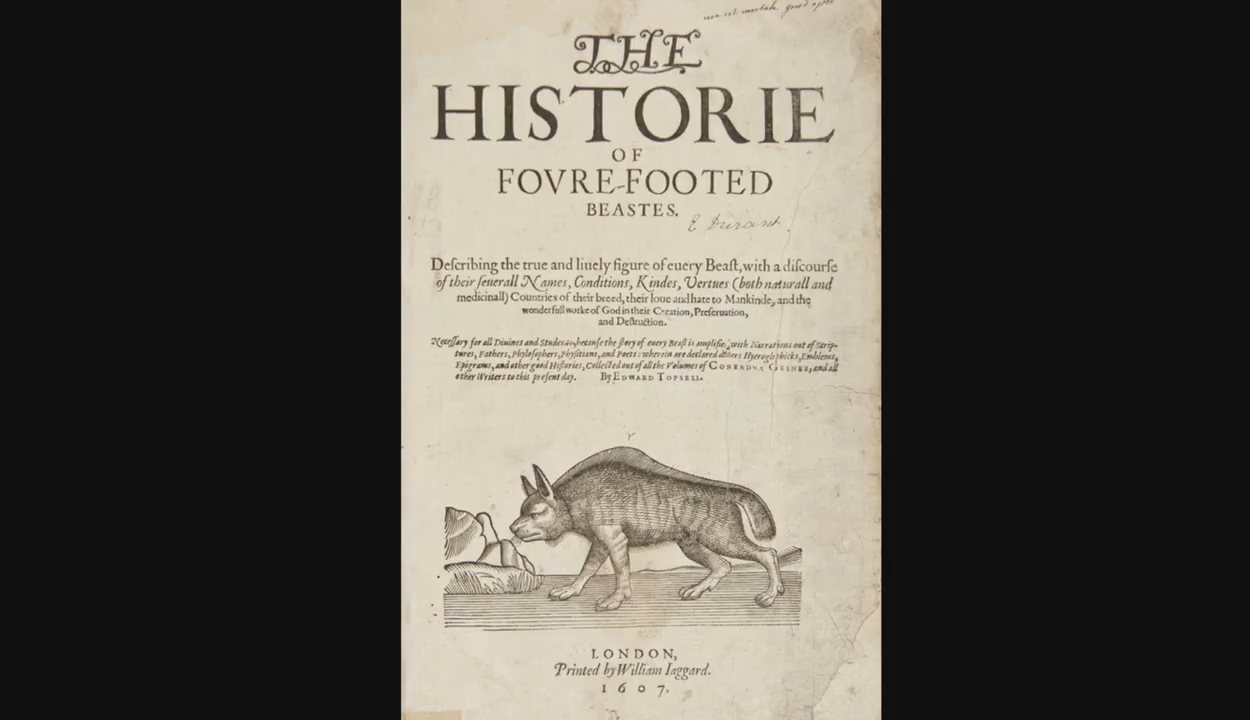 THE
HISTORIE
OF
FOVRE-FOOTED
BEASTES.
Deſcribing the true and liuely figure of euery Beaſt, with a diſcourſe
of their ſeuerall Names, Conditions, Kindes, Vertues (both naturall and
medicinall) Countries of their breed, their loue and hate to Mankinde, and the
wonderfull worke of God in their Creation, Preſeruation,
and Deſtruction.
Neceſſary for all Diuines and Students, becauſe the ſtory of euery Beaſt is amplified with Narrations out of Scrip-
tures, Fathers, Phyloſophers, Phyſitians, and Poets: wherein are declared diuers Hyerogliphicks, Emblems,
Epigrams, and other good Hiſtories, Collected out of all the Volumes of CONRADVS GESNER, and all
other Writers to this preſent day. By EDWARD TOPSELL.
LONDON,
Printed by William Iaggard.
1607.